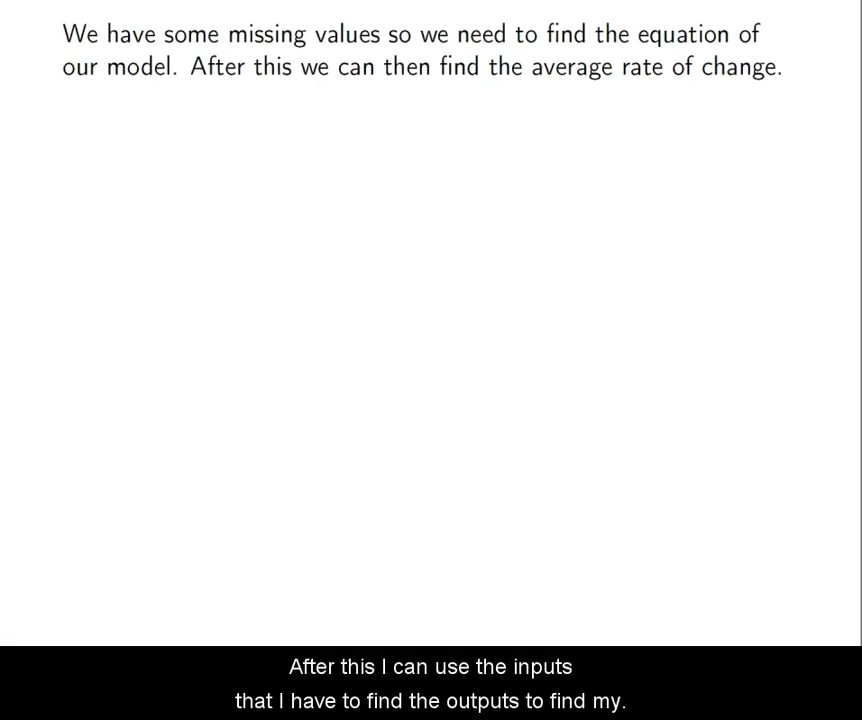 We have some missing values so we need to find the equation of
our model. After this we can then find the average rate of change.
After this I can use the inputs
that I have to find the outputs to find my.